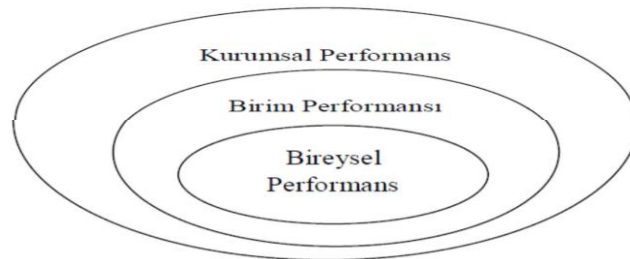 Kurumsal Performans
Birim Performansı
Bireysel
Performans